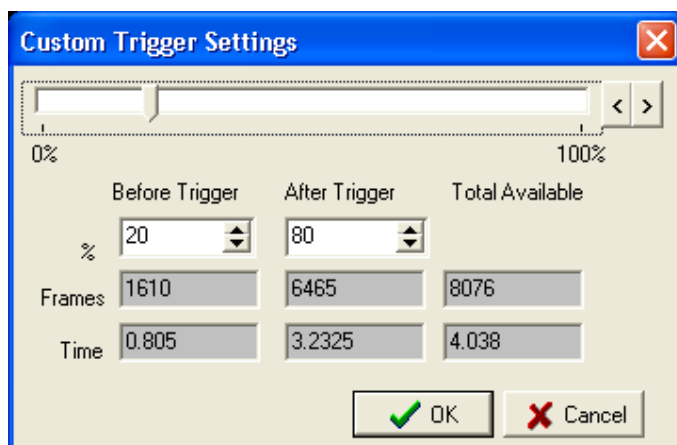 Custom Trigger Settings
< >
0% 100%
Before Trigger After Trigger Total Available
% 20 80
Frames 1610 6465 8076
Time 0.805 3.2325 4.038
OK Cancel